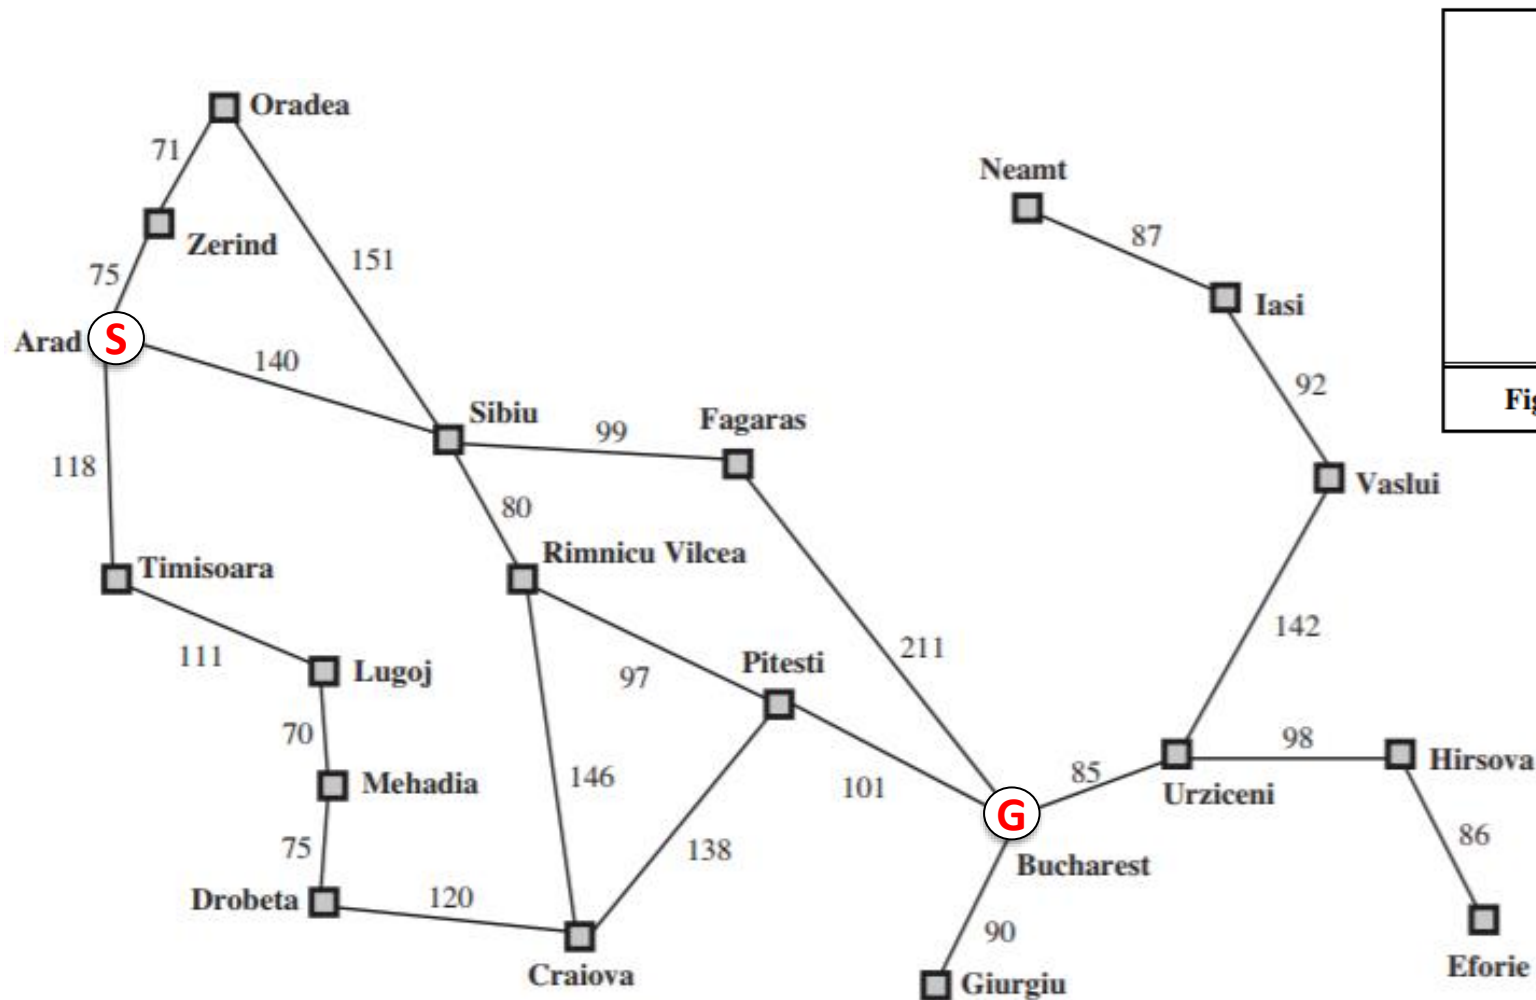 Oradea
71
Neamt
87
Zerind
151
75
Iasi
Arad
S
140
92
Fig
Sibiu
99
Fagaras
118
Vaslui
80
Rimnicu Vilcea
Timisoara
142
111
211
Lugoj
97
Pitesti
70
98
Hirsova
Mehadia
146
101
85
Urziceni
G
86
75
138
Bucharest
Drobeta
120
90
Craiova
Giurgiu
Eforie